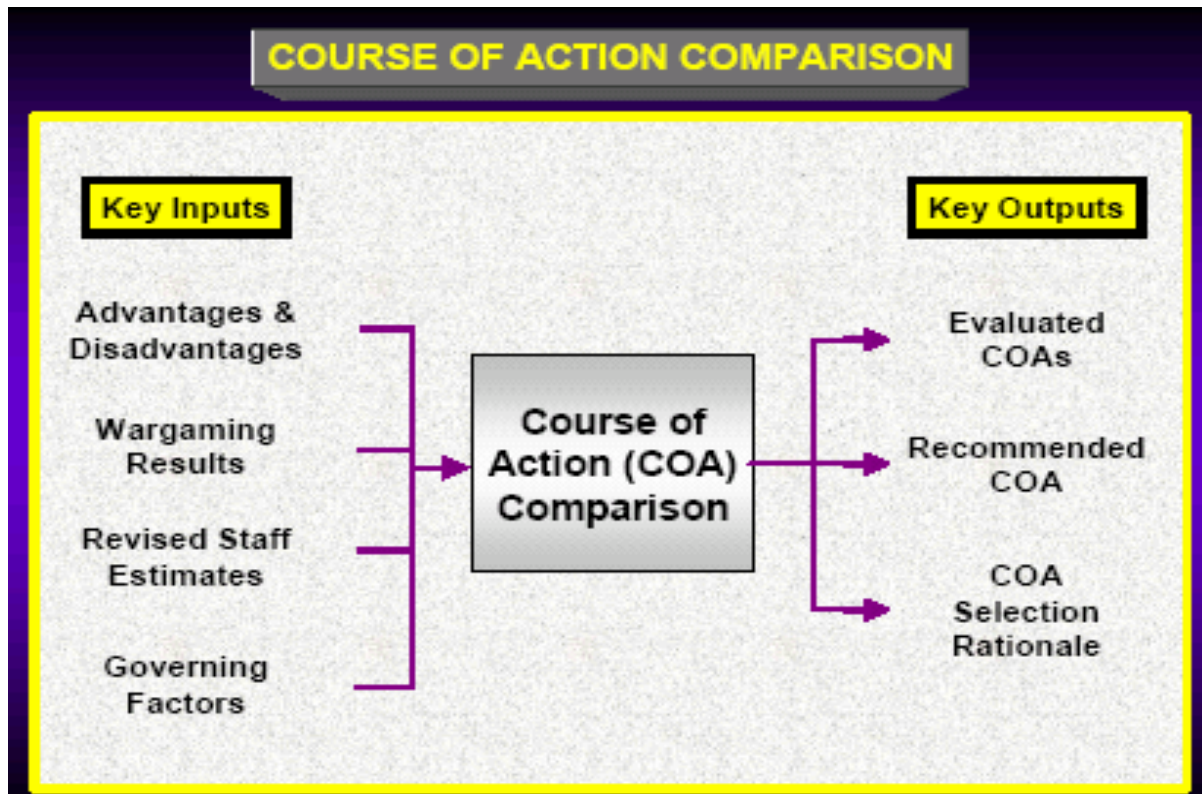 COURSE OF ACTION COMPARISON
Key Inputs
Advantages &
Disadvantages
Wargaming
Results
Revised Staff
Estimates
Governing
Factors
Course of
Action (COA)
Comparison
Key Outputs
Evaluated
COAs
Recommended
COA
COA
Selection
Rationale